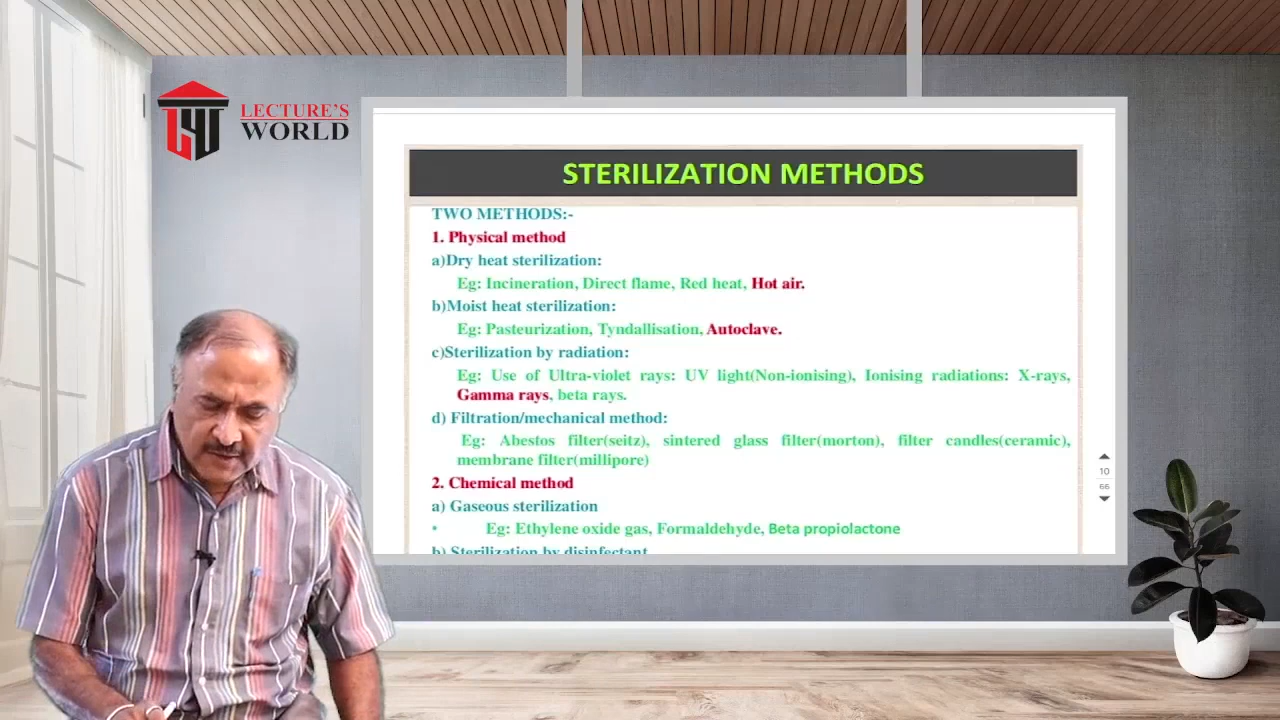 LECTURE'S
WORLD
STERILIZATION METHODS
TWO METHODS:-
1. Physical method
a)Dry heat sterilization:
Eg: Incineration, Direct flame, Red heat, Hot air.
b)Moist heat sterilization:
Eg: Pasteurization, Tyndallisation, Autoclave.
c)Sterilization by radiation:
Eg: Use of Ultra-violet rays: UV light(Non-ionising), Ionising radiations: X-rays,
Gamma rays, beta rays.
d) Filtration/mechanical method:
Eg: Abestos filter(seitz), sintered glass filter(morton), filter candles(ceramic),
membrane filter(millipore)
2. Chemical method
a) Gaseous sterilization
• Eg: Ethylene oxide gas, Formaldehyde, Beta propiolactone
b) Sterilization by disinfectant
10
66